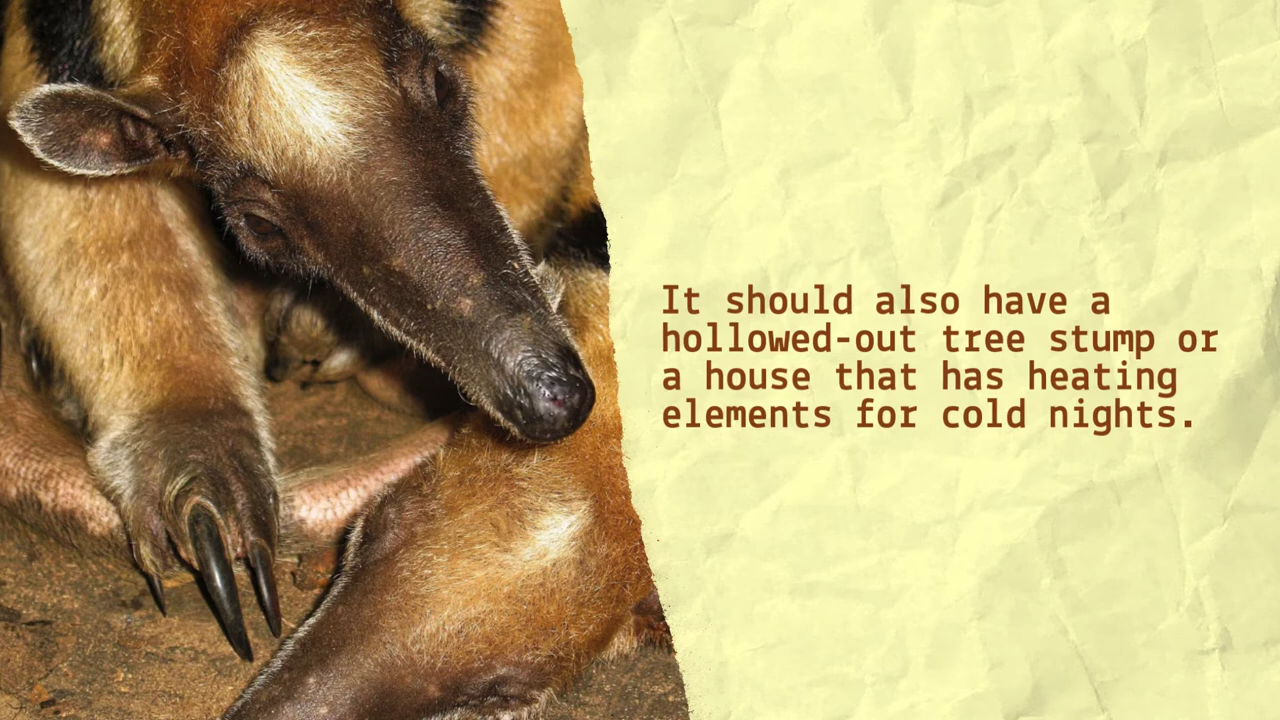 It should also have a
hollowed-out tree stump or
a house that has heating
elements for cold nights.